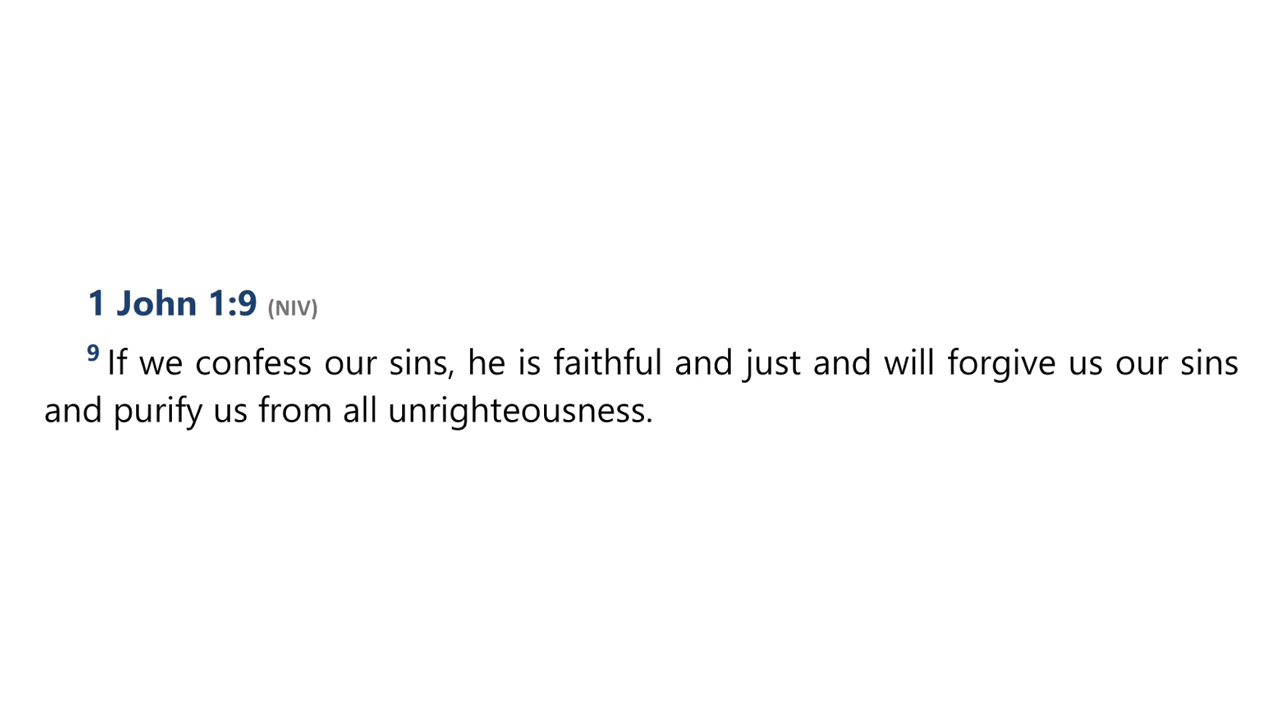 1 John 1:9 (NIV)
9 If we confess our sins, he is faithful and just and will forgive us our sins
and purify us from all unrighteousness.